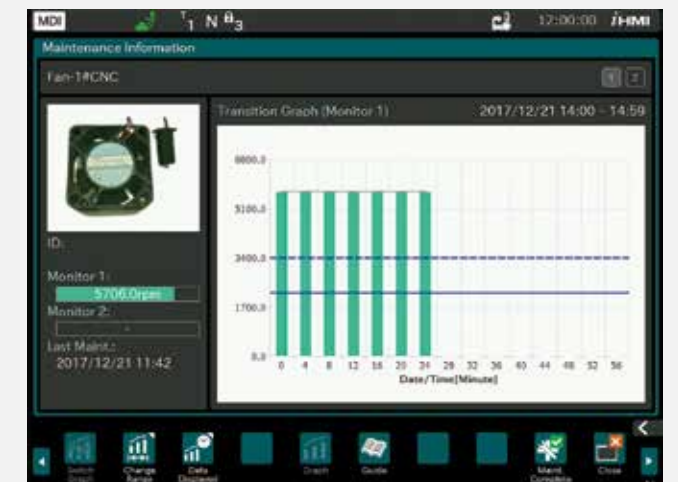 MDI 1 N 3 12:00:00 iHMI
Maintenance Information
Fan-1#CNC 1 2
Transition Graph (Monitor 1) 2017/12/21 14:00 - 14:59
6800.0
5100.0
3400.0
1700.0
0.0
0 4 8 12 16 20 24 28 32 36 40 44 48 52 56
Date/Time[Minute]
ID:
Monitor 1:
5706.0rpm
Monitor 2:
-
Last Maint.:
2017/12/21 11:42
Switch Graph
Change Range
Data Displayed
Graph
Guide
Maint. Complete
Close